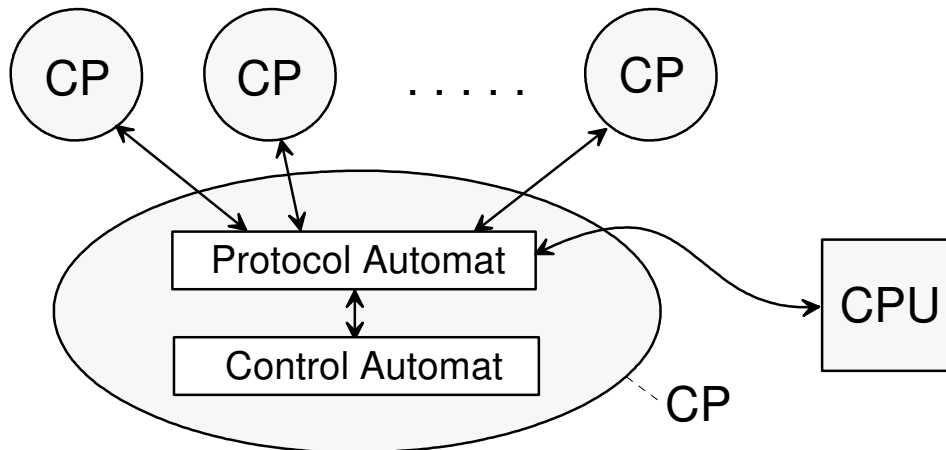 CP CP . . . . . CP
Protocol Automat
CPU
Control Automat
CP